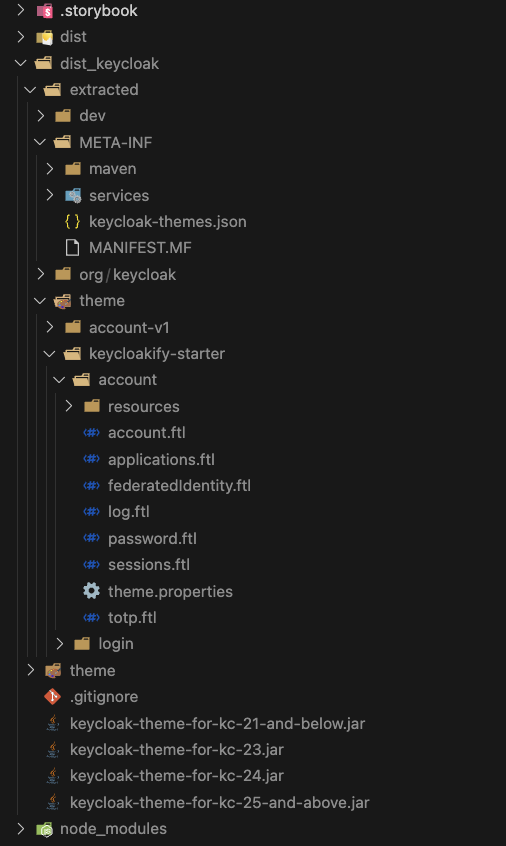 .storybook
dist
dist_keycloak
extracted
dev
META-INF
maven
services
keycloak-themes.json
MANIFEST.MF
org/keycloak
theme
account-v1
keycloakify-starter
account
resources
account.ftl
applications.ftl
federatedIdentity.ftl
log.ftl
password.ftl
sessions.ftl
theme.properties
totp.ftl
login
theme
.gitignore
keycloak-theme-for-kc-21-and-below.jar
keycloak-theme-for-kc-23.jar
keycloak-theme-for-kc-24.jar
keycloak-theme-for-kc-25-and-above.jar
node_modules